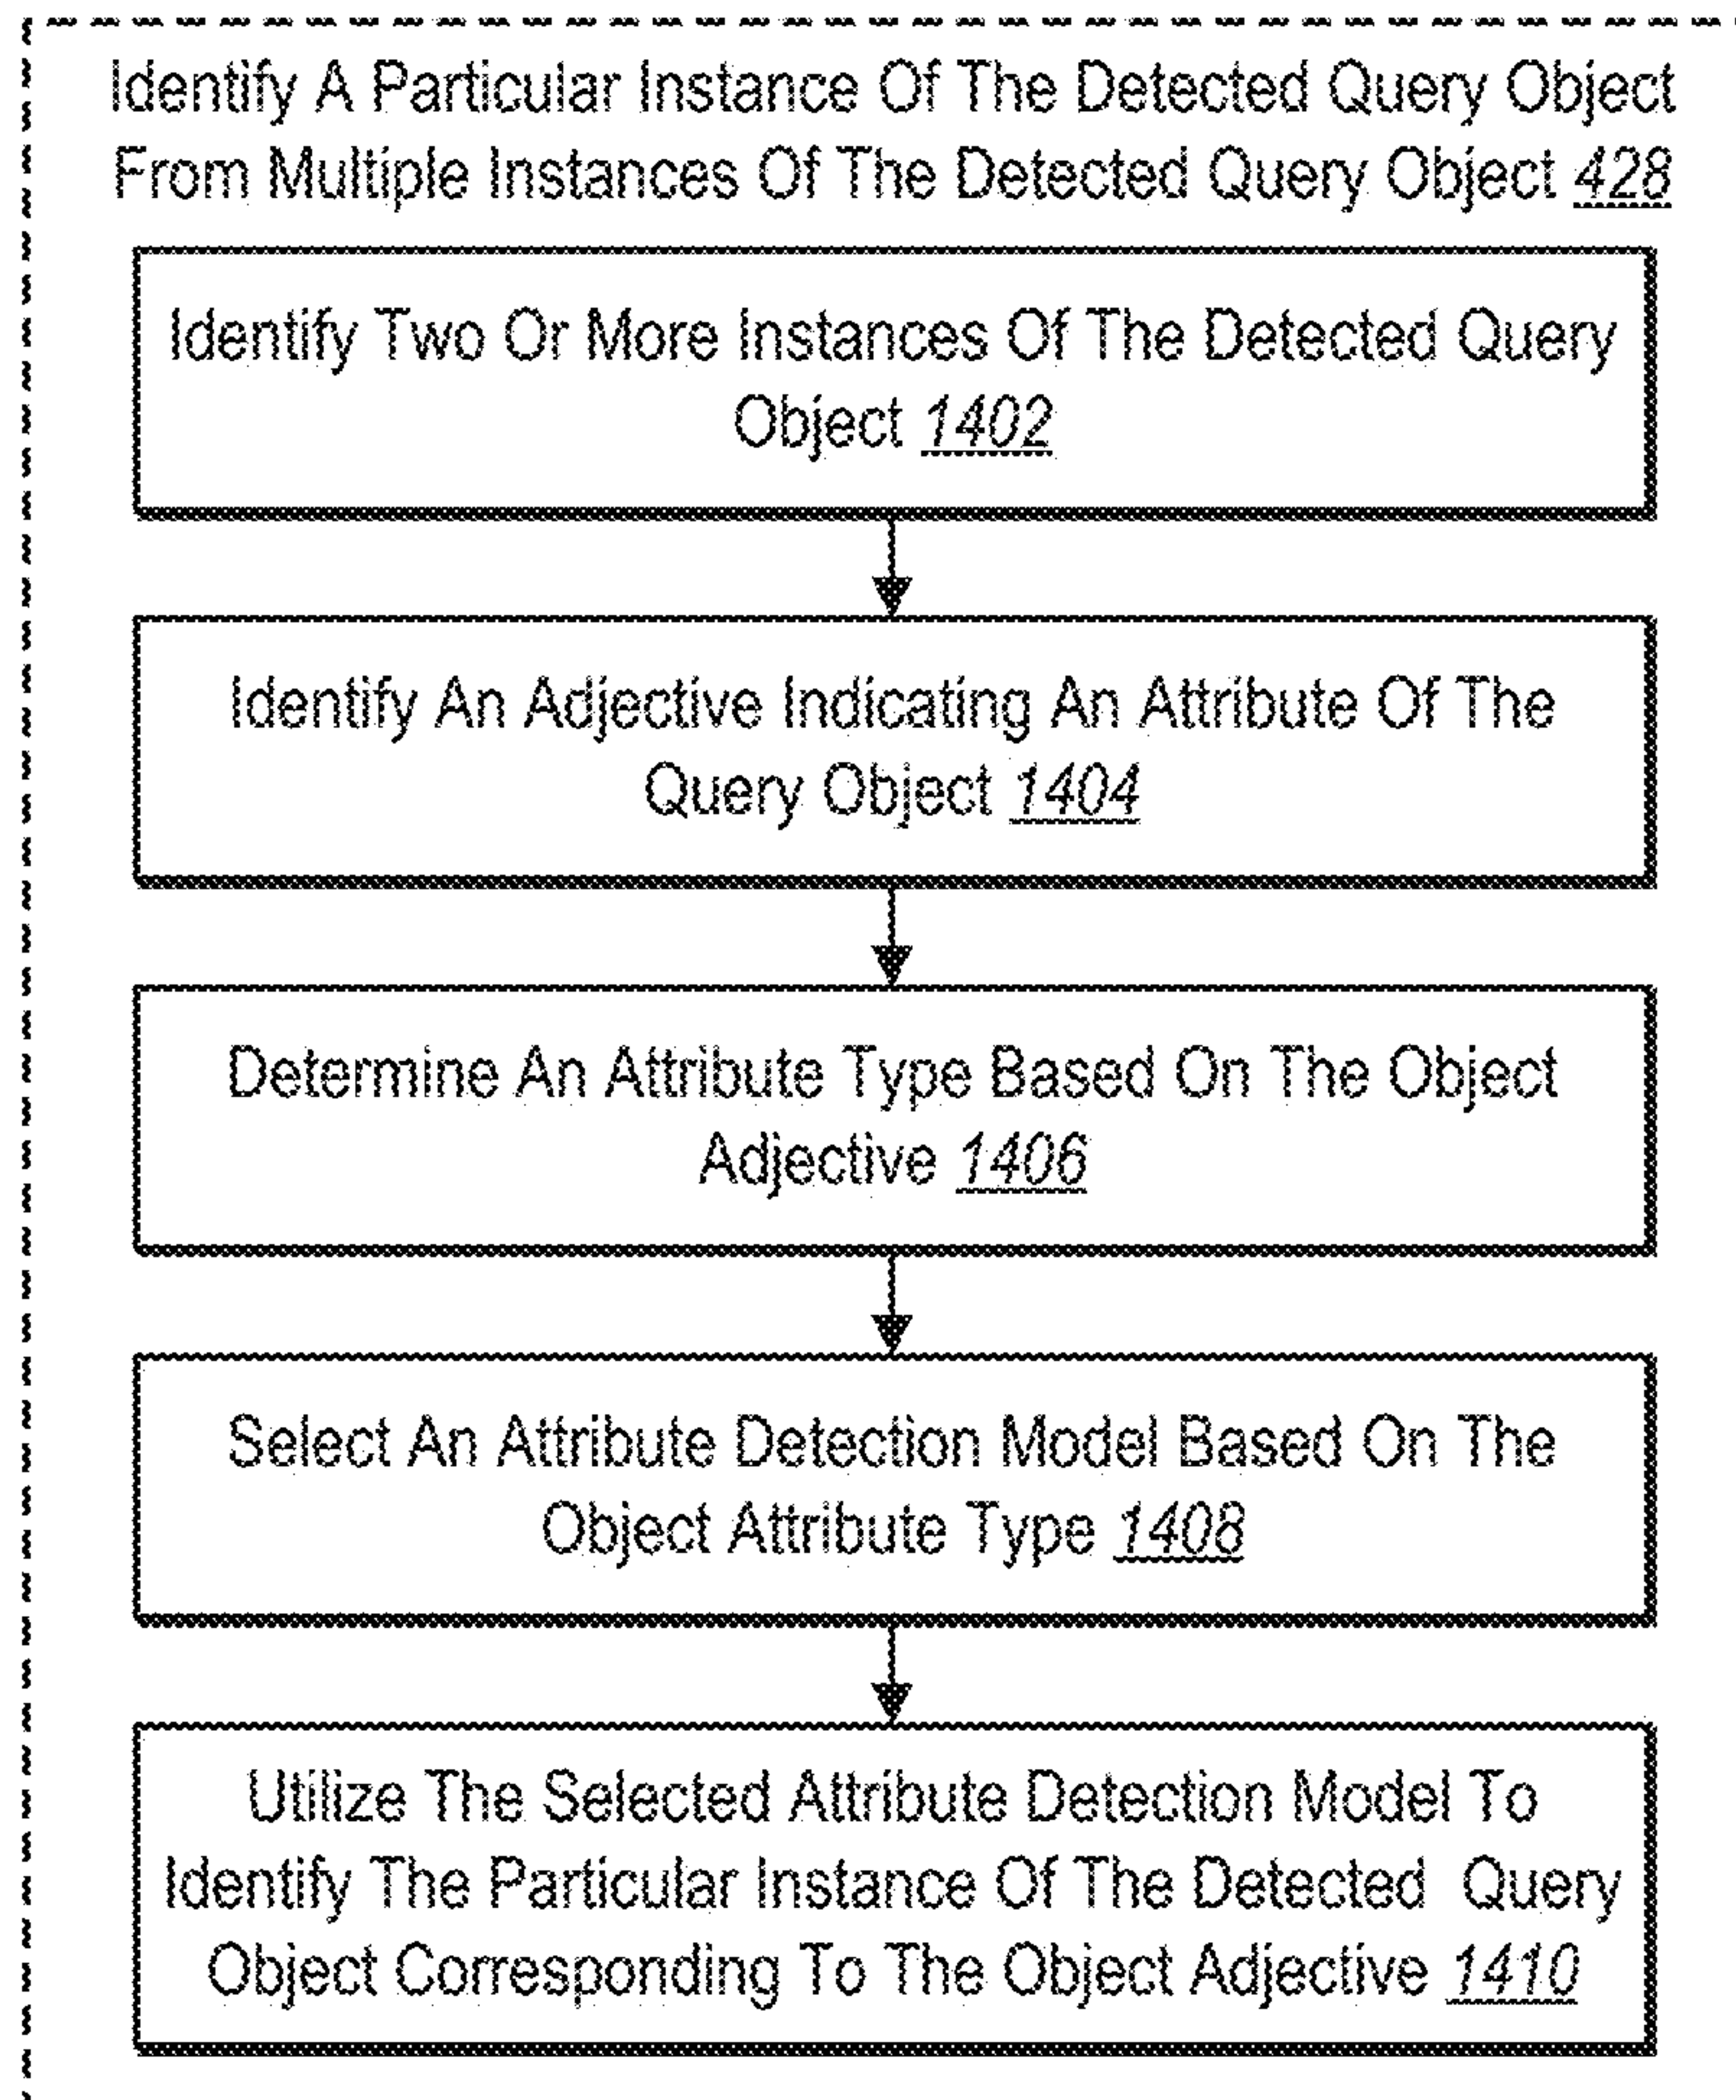 Identify A Particular Instance Of The Detected Query Object
From Multiple Instances Of The Detected Query Object 428
Identify Two Or More Instances Of The Detected Query
Object 1402
Identify An Adjective Indicating An Attribute Of The
Query Object 1404
Determine An Attribute Type Based On The Object
Adjective 1406
Select An Attribute Detection Model Based On The
Object Attribute Type 1408
Utilize The Selected Attribute Detection Model To
Identify The Particular Instance Of The Detected Query
Object Corresponding To The Object Adjective 1410